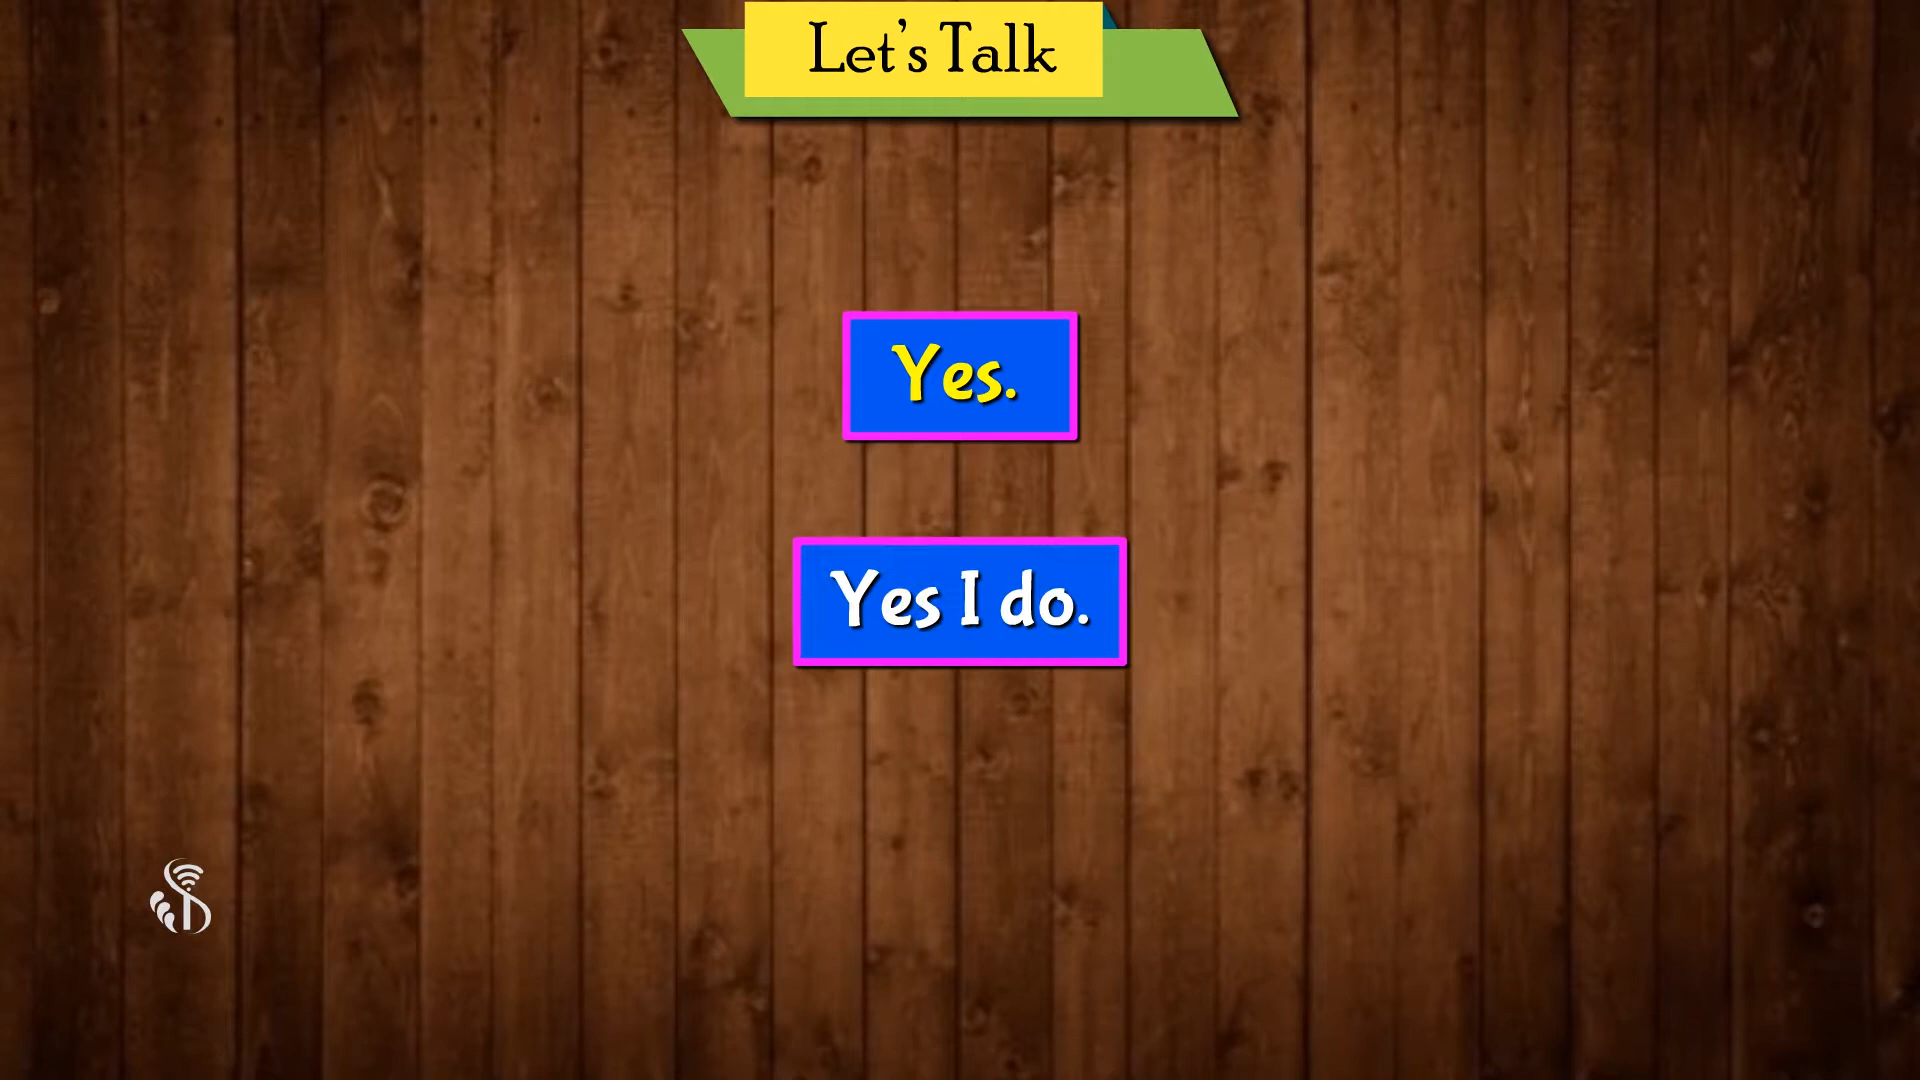 Let's Talk
Yes.
Yes I do.